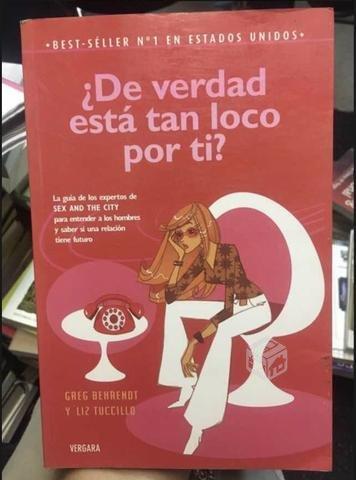 • BEST-SÉLLER Nº1 EN ESTADOS UNIDOS •
¿De verdad
está tan loco
por ti?
La guía de los expertos de
SEX AND THE CITY
para entender a los hombres
y saber si una relación
tiene futuro
GREG BEHRENDT
Y LIZ TUCCILLO
VERGARA